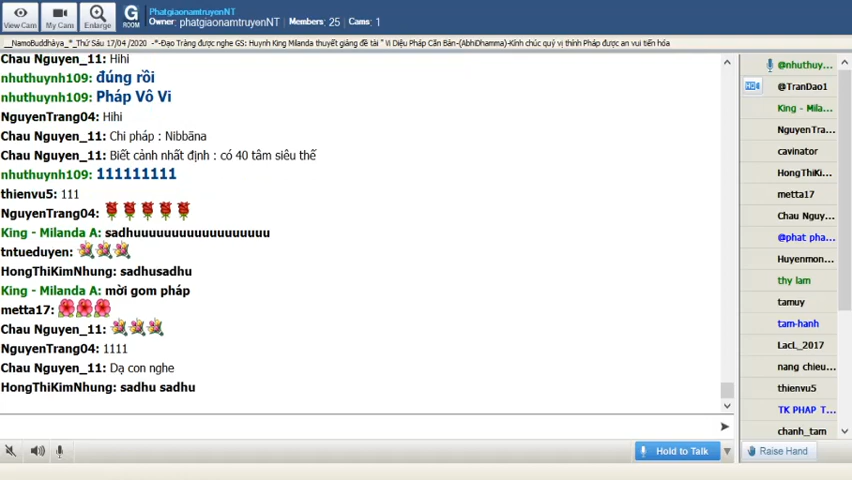 PhatgiaonamtruyenNT
Owner: phatgiaonamtruyenNT Members: 25 Cams: 1
View Cam
My Cam
Enlarge
G
ROOM
__NamoBuddhàya_*_Thứ Sáu 17/04 /2020 -*-Đạo Tràng được nghe GS: Huynh King Milanda thuyết giảng đề tài " Vi Diệu Pháp Căn Bản-(AbhiDhamma)-Kính chúc quý vị thính Pháp được an vui tiến hóa
Chau Nguyen_11: Hihi
nhuthuynh109: đúng rồi
nhuthuynh109: Pháp Vô Vi
NguyenTrang04: Hihi
Chau Nguyen_11: Chi pháp : Nibbāna
Chau Nguyen_11: Biết cảnh nhất định : có 40 tâm siêu thế
nhuthuynh109: 111111111
thienvu5: 111
NguyenTrang04:
King - Milanda A: sadhuuuuuuuuuuuuuuuuuu
tntueduyen:
HongThiKimNhung: sadhusadhu
King - Milanda A: mời gom pháp
metta17:
Chau Nguyen_11:
NguyenTrang04: 1111
Chau Nguyen_11: Dạ con nghe
HongThiKimNhung: sadhu sadhu
Hold to Talk
@nhuthuy...
@TranDao1
King - Mila...
NguyenTra...
cavinator
HongThiKi...
metta17
Chau Nguy...
@phat pha...
Huyenmon...
thy lam
tamuy
tam-hanh
LacL_2017
nang chieu...
thienvu5
TK PHAP T...
chanh_tam
Raise Hand